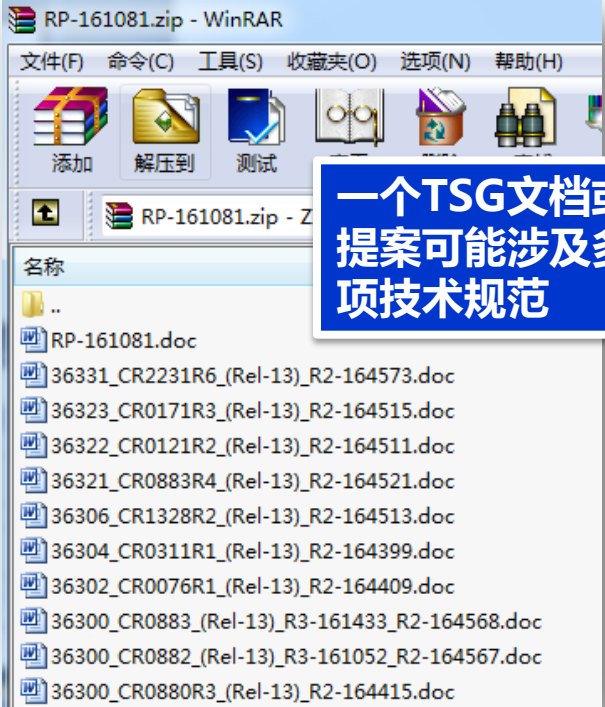 RP-161081.zip - WinRAR
文件(F) 命令(C) 工具(S) 收藏夹(O) 选项(N) 帮助(H)
添加 解压到 测试
RP-161081.zip - Z
一个TSG文档
提案可能涉及
项技术规范
名称
..
RP-161081.doc
36331_CR2231R6_(Rel-13)_R2-164573.doc
36323_CR0171R3_(Rel-13)_R2-164515.doc
36322_CR0121R2_(Rel-13)_R2-164511.doc
36321_CR0883R4_(Rel-13)_R2-164521.doc
36306_CR1328R2_(Rel-13)_R2-164513.doc
36304_CR0311R1_(Rel-13)_R2-164399.doc
36302_CR0076R1_(Rel-13)_R2-164409.doc
36300_CR0883_(Rel-13)_R3-161433_R2-164568.doc
36300_CR0882_(Rel-13)_R3-161052_R2-164567.doc
36300_CR0880R3_(Rel-13)_R2-164415.doc